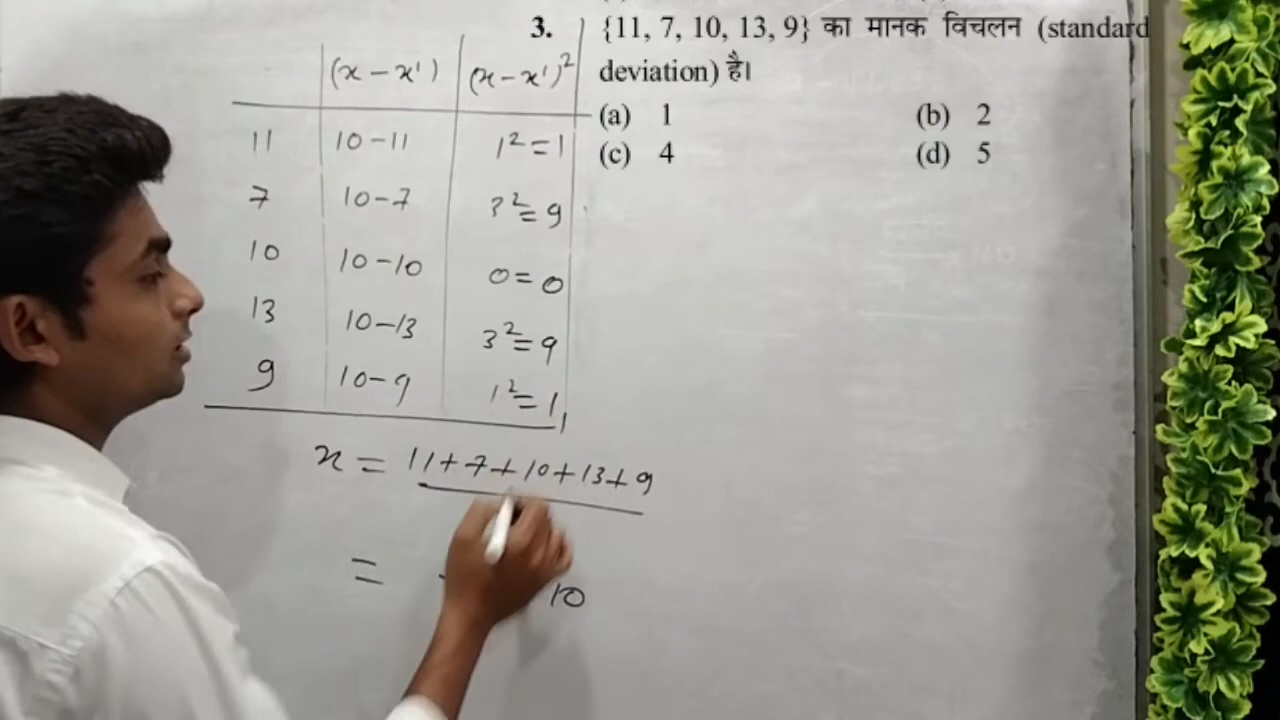 3. {11, 7, 10, 13, 9} का मानक विचलन (standard
deviation) है।
(a) 1 (b) 2
(c) 4 (d) 5
(x - x') (x - x')²
11 10-11 1²=1
7 10-7 3²=9
10 10-10 0=0
13 10-13 3²=9
9 10-9 1²=1
x = 11+7+10+13+9
= 10